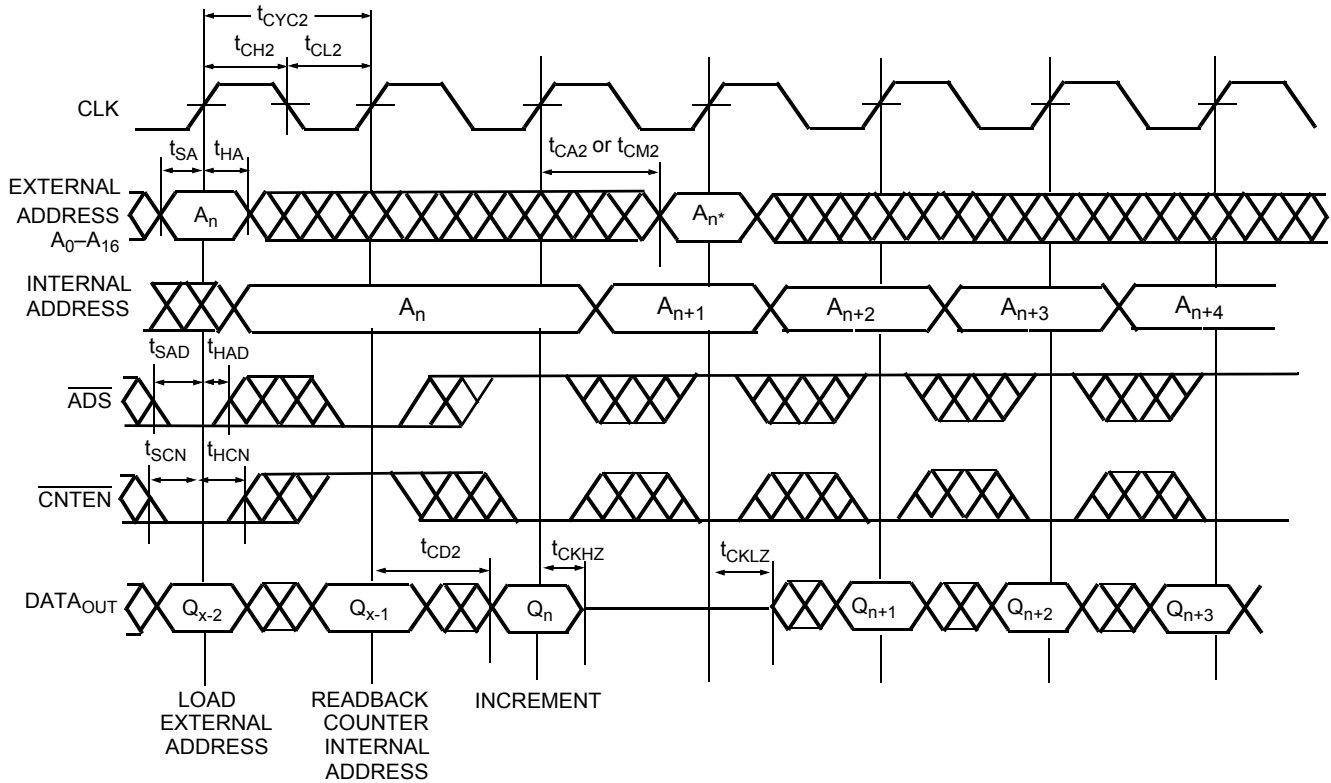 tCYC2
tCH2 tCL2
CLK
tSA tHA tCA2 or tCM2
EXTERNAL
ADDRESS
A0–A16
An An*
INTERNAL
ADDRESS
An An+1 An+2 An+3 An+4
tSAD tHAD
ADS
tSCN tHCN
CNTEN
tCD2 tCKHZ tCKLZ
DATAOUT Qx-2 Qx-1 Qn Qn+1 Qn+2 Qn+3
LOAD
EXTERNAL
ADDRESS
READBACK
COUNTER
INTERNAL
ADDRESS
INCREMENT